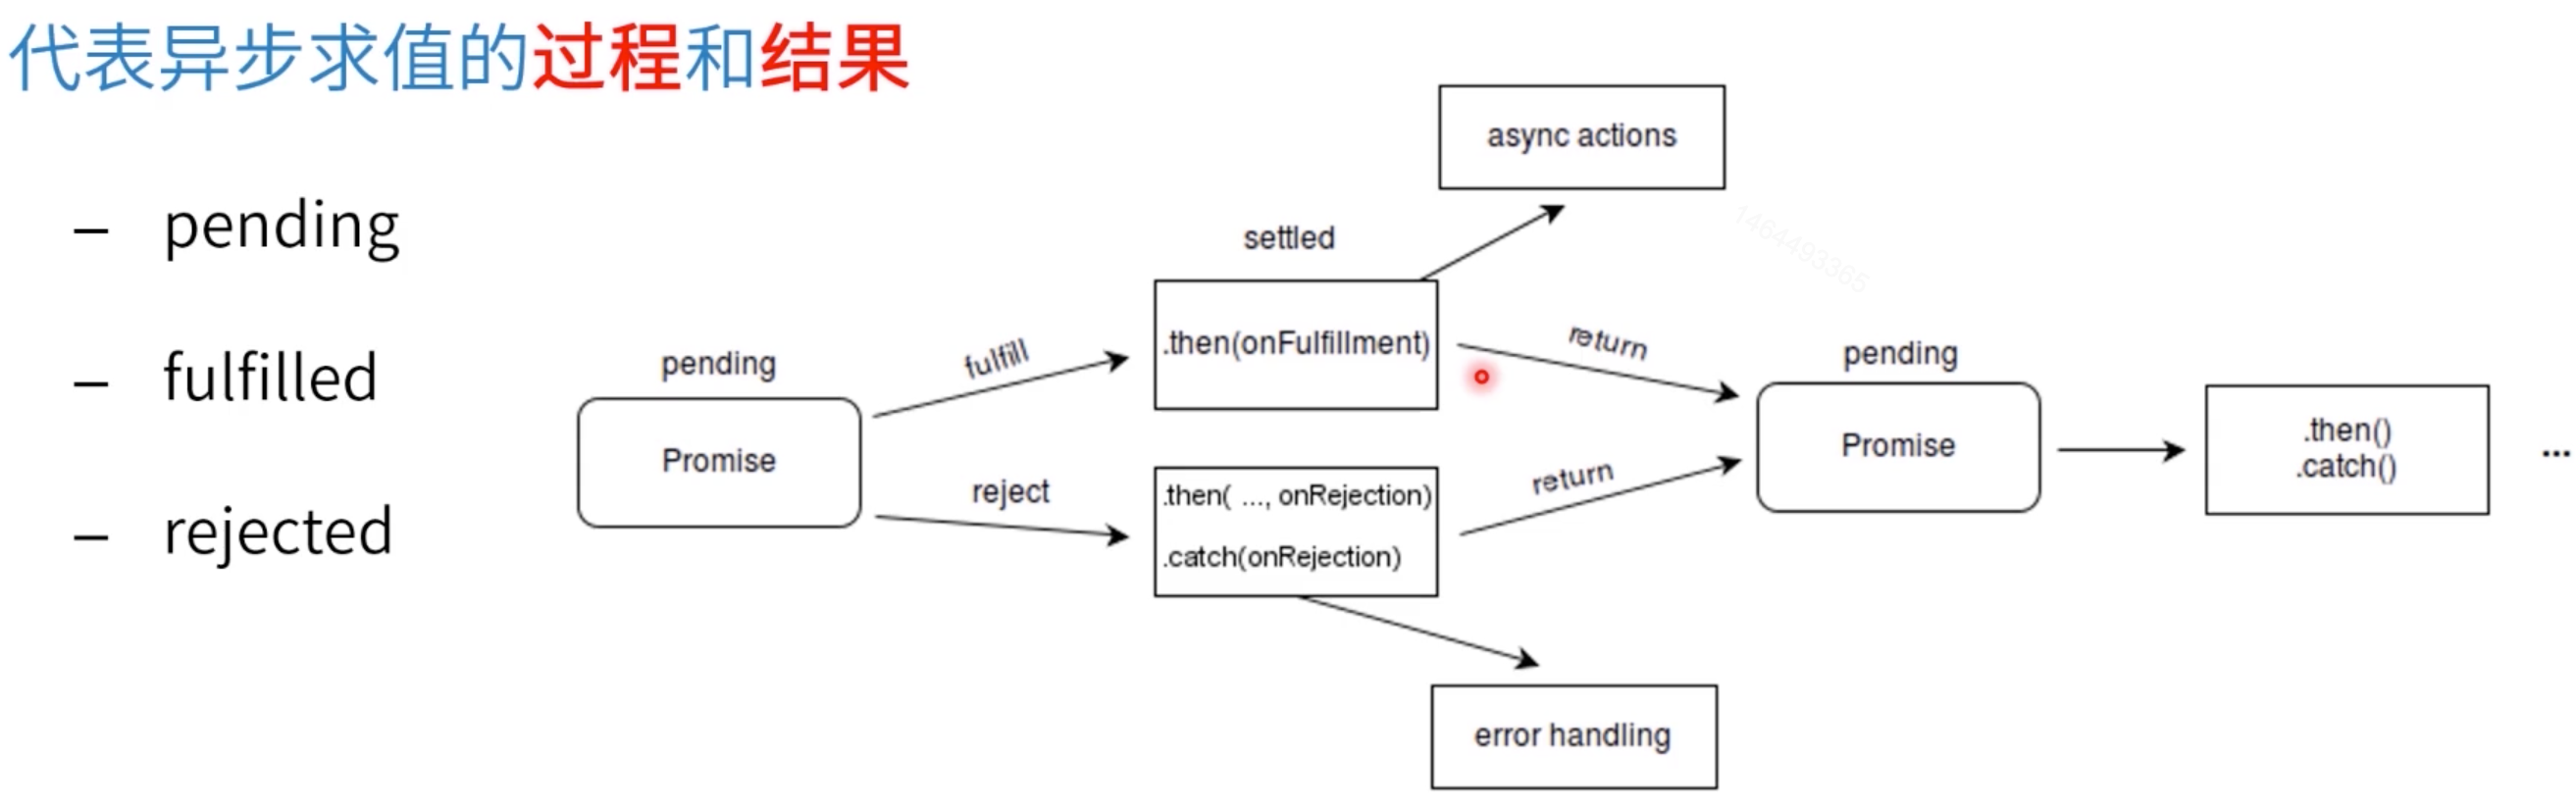 代表异步求值的过程和结果
– pending
– fulfilled
– rejected
async actions
settled
.then(onFulfillment)
pending
Promise
fulfill
reject
.then( ..., onRejection)
.catch(onRejection)
return
return
pending
Promise
.then()
.catch()
...
error handling
1464493365